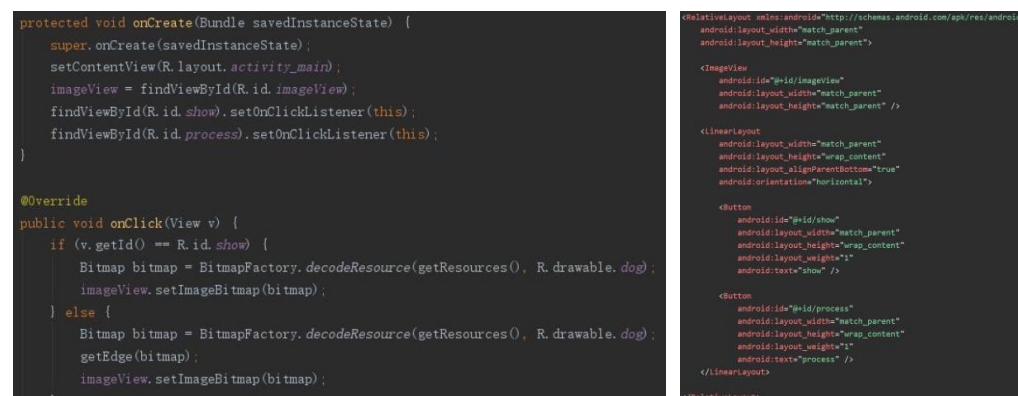 protected void onCreate(Bundle savedInstanceState) {
super.onCreate(savedInstanceState);
setContentView(R.layout.activity_main);
imageView = findViewById(R.id.imageView);
findViewById(R.id.show).setOnClickListener(this);
findViewById(R.id.process).setOnClickListener(this);
}
@Override
public void onClick(View v) {
if (v.getId() == R.id.show) {
Bitmap bitmap = BitmapFactory.decodeResource(getResources(), R.drawable.dog);
imageView.setImageBitmap(bitmap);
} else {
Bitmap bitmap = BitmapFactory.decodeResource(getResources(), R.drawable.dog);
getEdge(bitmap);
imageView.setImageBitmap(bitmap);
<RelativeLayout xmlns:android="http://schemas.android.com/apk/res/androi
android:layout_width="match_parent"
android:layout_height="match_parent">
<ImageView
android:id="@+id/imageView"
android:layout_width="match_parent"
android:layout_height="match_parent" />
<LinearLayout
android:layout_width="match_parent"
android:layout_height="wrap_content"
android:layout_alignParentBottom="true"
android:orientation="horizontal">
<Button
android:id="@+id/show"
android:layout_width="match_parent"
android:layout_height="wrap_content"
android:layout_weight="1"
android:text="show" />
<Button
android:id="@+id/process"
android:layout_width="match_parent"
android:layout_height="wrap_content"
android:layout_weight="1"
android:text="process" />
</LinearLayout>